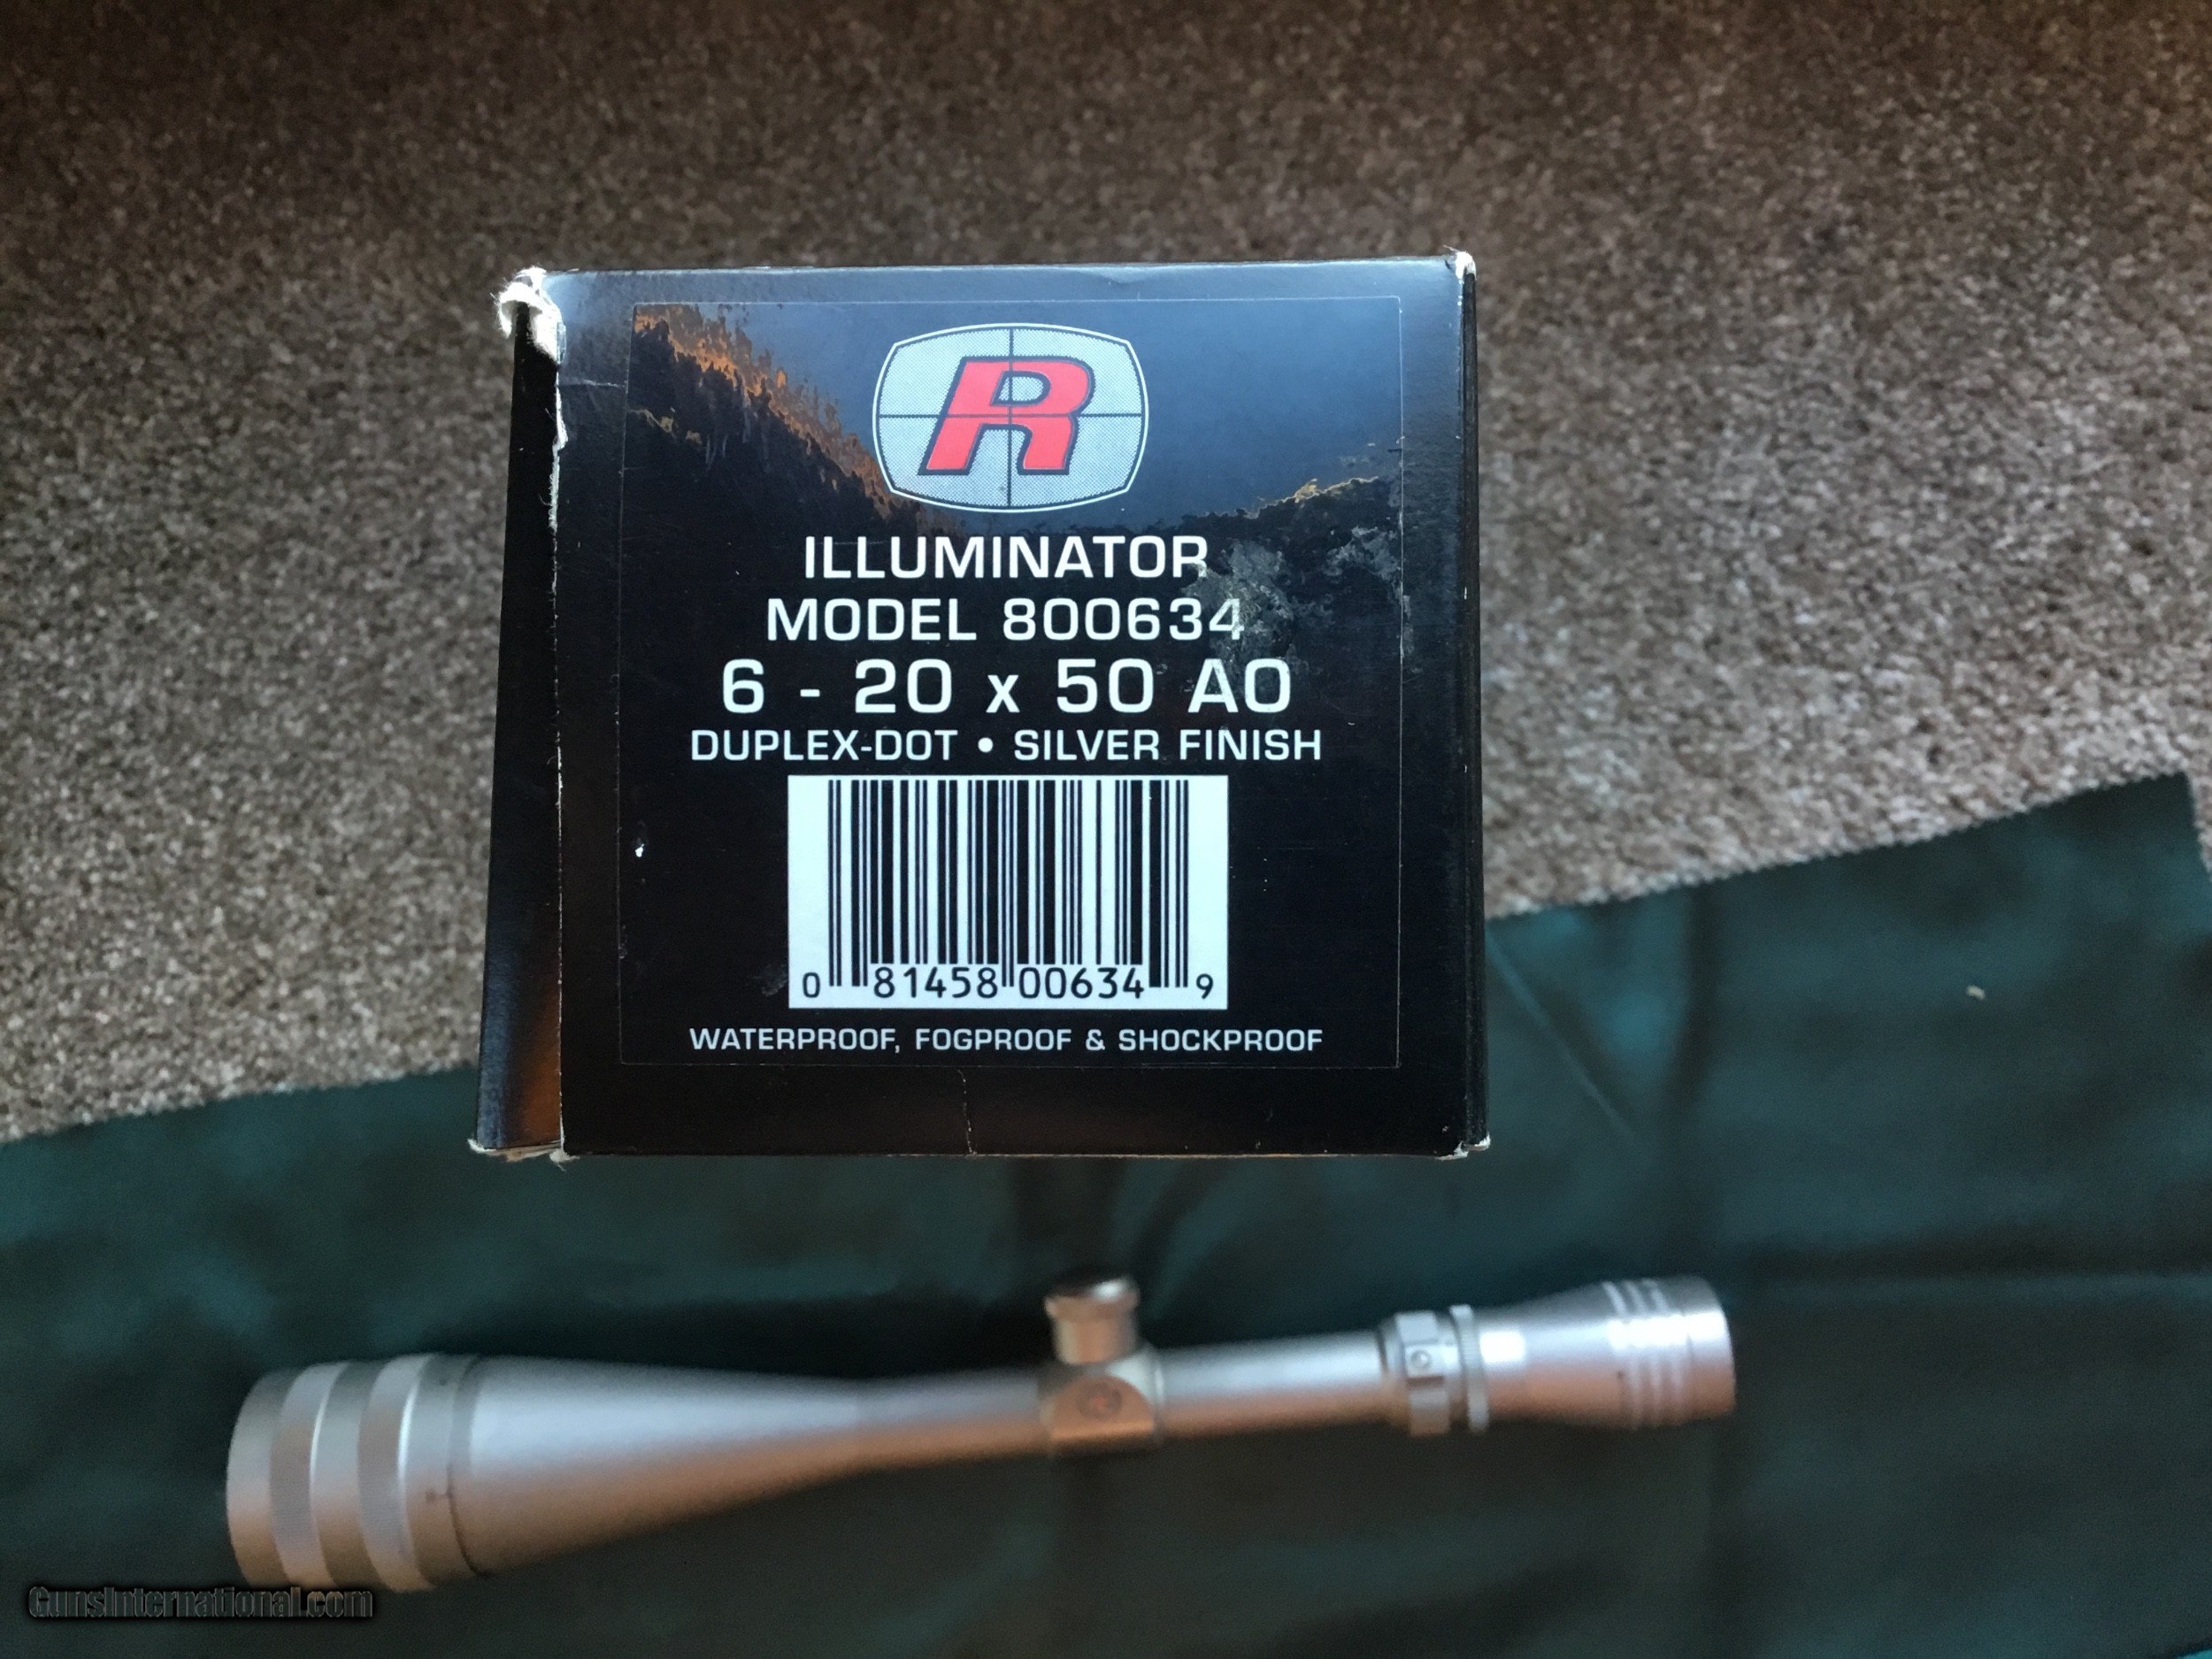 R
ILLUMINATOR
MODEL 800634
6 - 20 x 50 AO
DUPLEX-DOT • SILVER FINISH
0 81458 00634 9
WATERPROOF, FOGPROOF & SHOCKPROOF
R
GunsInternational.com